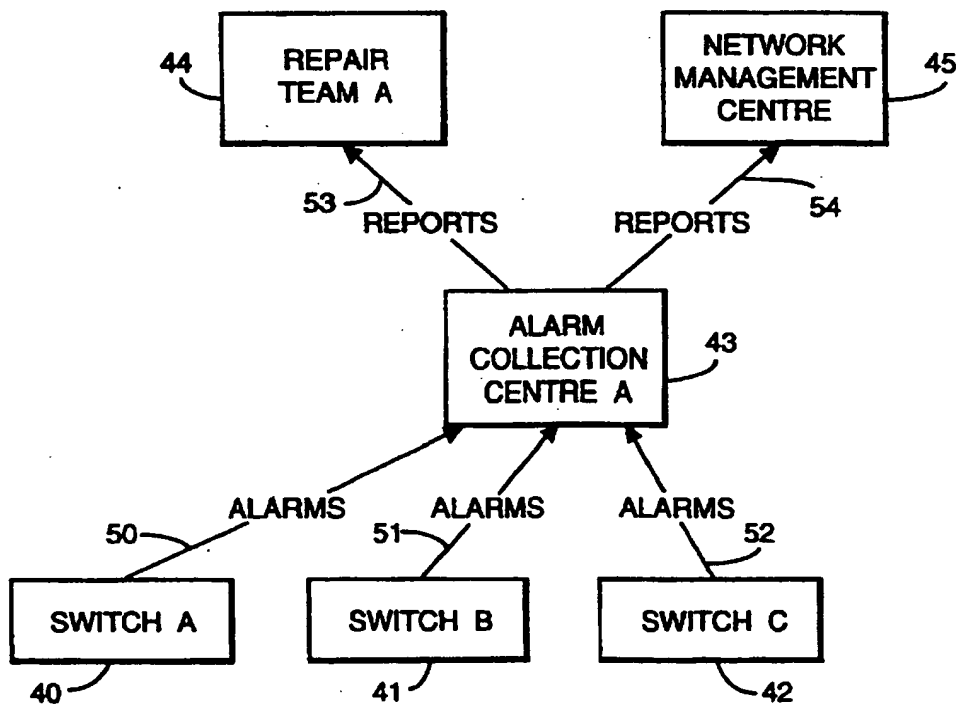 44
REPAIR
TEAM A
NETWORK
MANAGEMENT
CENTRE
45
53
REPORTS
REPORTS
54
ALARM
COLLECTION
CENTRE A
43
50
ALARMS
51
ALARMS
ALARMS
52
SWITCH A
SWITCH B
SWITCH C
40
41
42